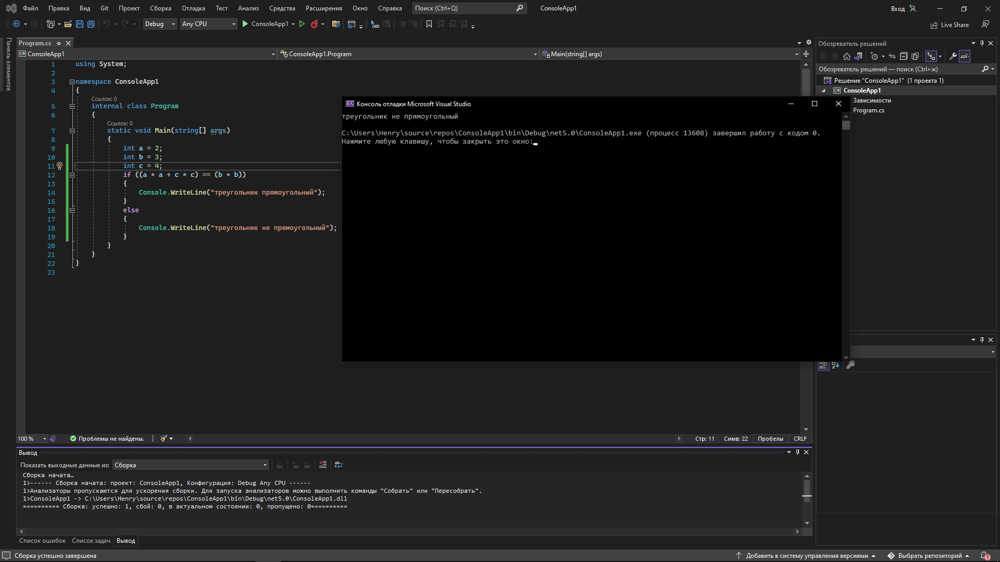 Файл Правка Вид Git Проект Сборка Отладка Тест Анализ Средства Расширения Окно Справка Поиск (Ctrl+Q) ConsoleApp1 Вход
Debug Any CPU ConsoleApp1 Live Share
Панель элементов
Program.cs
ConsoleApp1 ConsoleApp1.Program Main(string[] args)
1 using System;
2
3 namespace ConsoleApp1
4 {
Ссылок: 0
5 internal class Program
6 {
Ссылок: 0
7 static void Main(string[] args)
8 {
9 int a = 2;
10 int b = 3;
11 int c = 4;
12 if ((a * a + c * c) == (b * b))
13 {
14 Console.WriteLine("треугольник прямоугольный");
15 }
16 else
17 {
18 Console.WriteLine("треугольник не прямоугольный");
19 }
20 }
21 }
22 }
23
Консоль отладки Microsoft Visual Studio
треугольник не прямоугольный
C:\Users\Henry\source\repos\ConsoleApp1\bin\Debug\net5.0\ConsoleApp1.exe (процесс 13608) завершил работу с кодом 0.
Нажмите любую клавишу, чтобы закрыть это окно:
Обозреватель решений
Обозреватель решений — поиск (Ctrl+ж)
Решение "ConsoleApp1" (1 проекта 1)
ConsoleApp1
Зависимости
Program.cs
100 % Проблемы не найдены. Стр: 11 Симв: 22 Пробелы CRLF
Вывод
Показать выходные данные из: Сборка
Сборка начата…
1>------ Сборка начата: проект: ConsoleApp1, Конфигурация: Debug Any CPU ------
1>Анализаторы пропускаются для ускорения сборки. Для запуска анализаторов можно выполнить команды "Собрать" или "Пересобрать".
1>ConsoleApp1 -> C:\Users\Henry\source\repos\ConsoleApp1\bin\Debug\net5.0\ConsoleApp1.dll
========== Сборка: успешно: 1, сбой: 0, в актуальном состоянии: 0, пропущено: 0==========
Список ошибок Список задач Вывод
Сборка успешно завершена Добавить в систему управления версиями Выбрать репозиторий 1